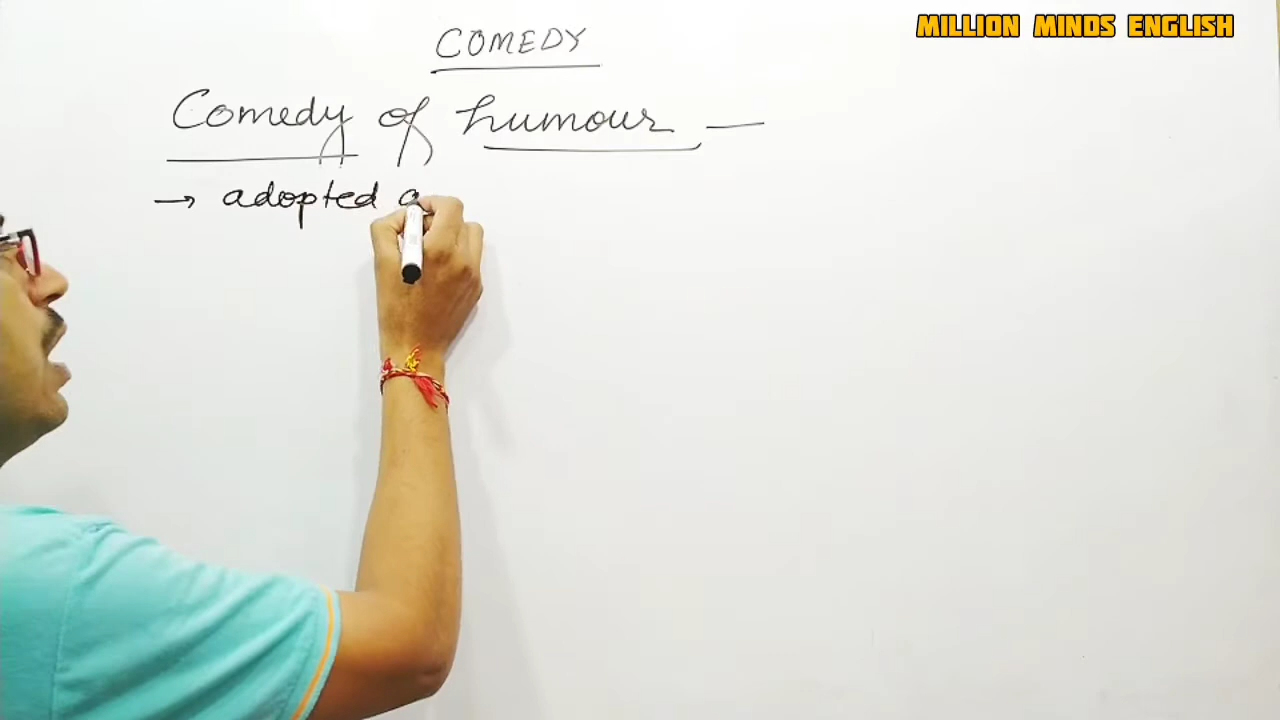 MILLION MINDS ENGLISH
COMEDY
Comedy of humour —
→ adopted a